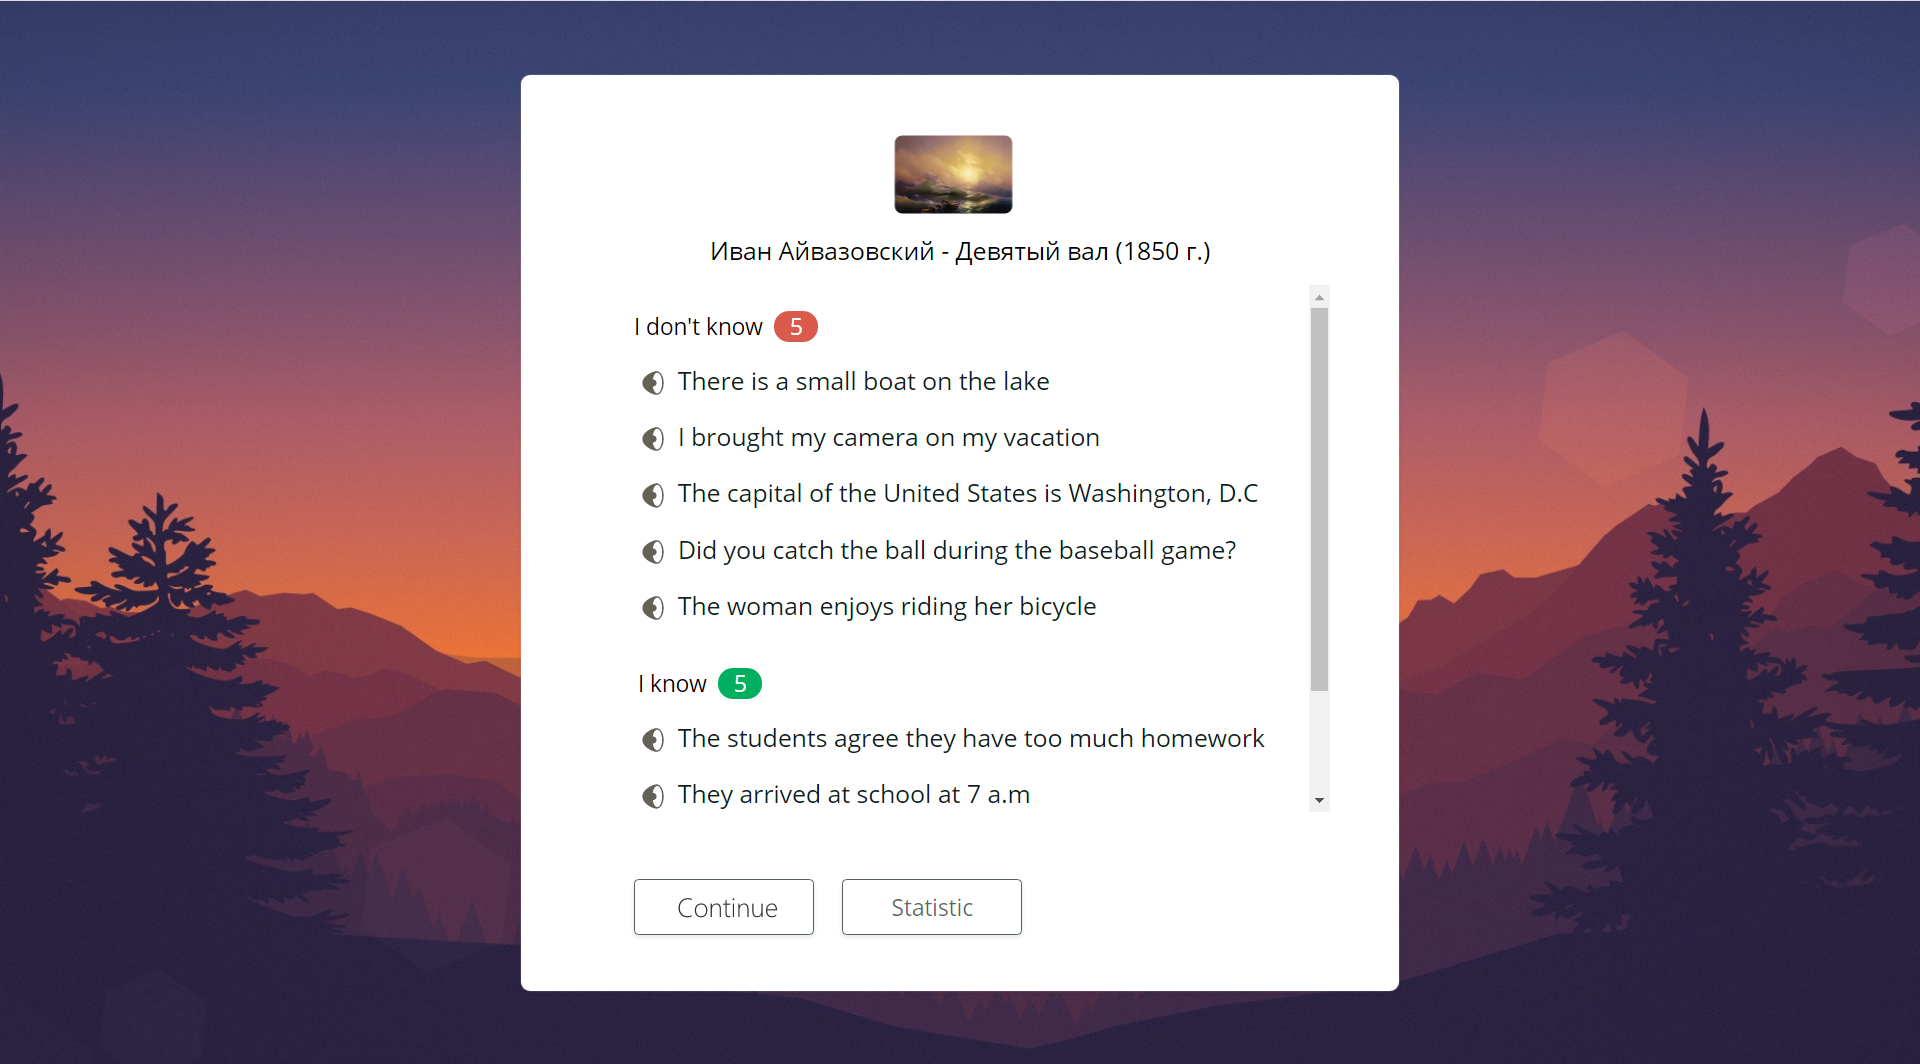 Иван Айвазовский - Девятый вал (1850 г.)
I don't know 5
There is a small boat on the lake
I brought my camera on my vacation
The capital of the United States is Washington, D.C
Did you catch the ball during the baseball game?
The woman enjoys riding her bicycle
I know 5
The students agree they have too much homework
They arrived at school at 7 a.m
Continue Statistic